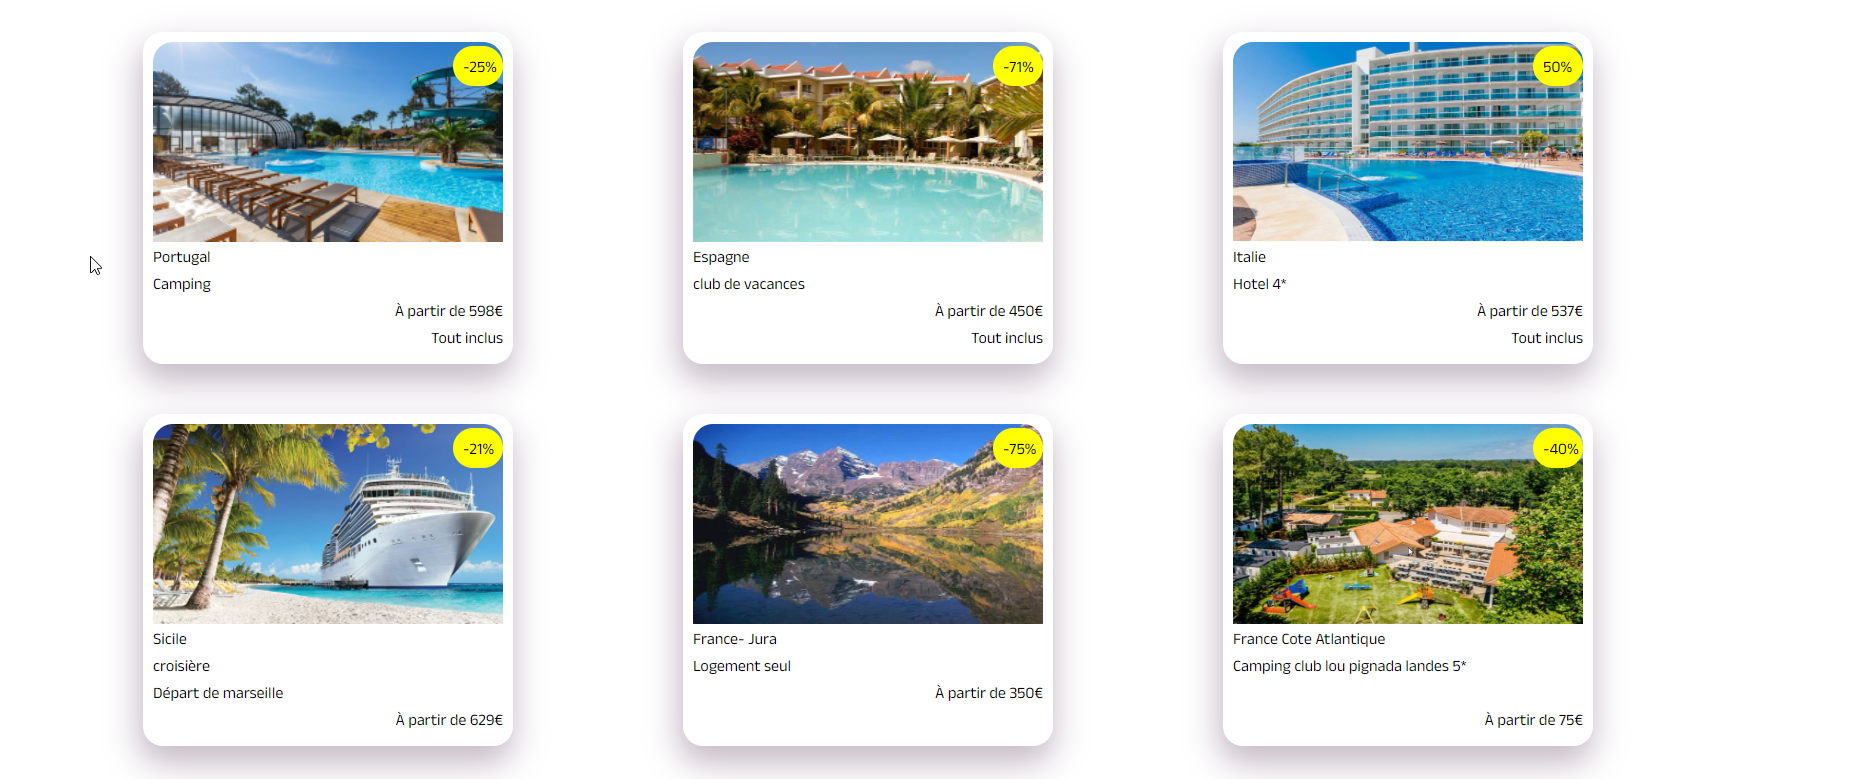 -25%
Portugal
Camping
À partir de 598€
Tout inclus
-71%
Espagne
club de vacances
À partir de 450€
Tout inclus
50%
Italie
Hotel 4*
À partir de 537€
Tout inclus
-21%
Sicile
croisière
Départ de marseille
À partir de 629€
-75%
France- Jura
Logement seul
À partir de 350€
-40%
France Cote Atlantique
Camping club lou pignada landes 5*
À partir de 75€